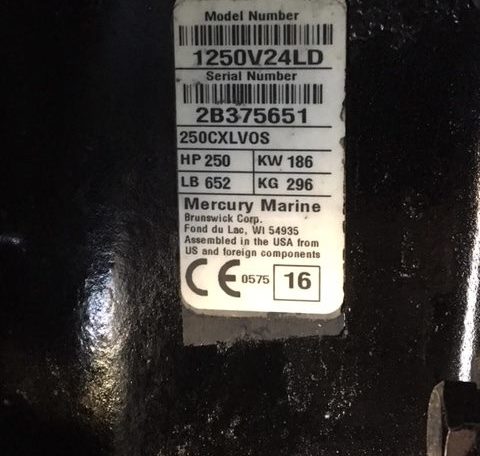 Model Number
1250V24LD
Serial Number
2B375651
250CXLVOS
HP 250 KW 186
LB 652 KG 296
Mercury Marine
Brunswick Corp.
Fond du Lac, WI 54935
Assembled in the USA from
US and foreign components
CE 0575 16